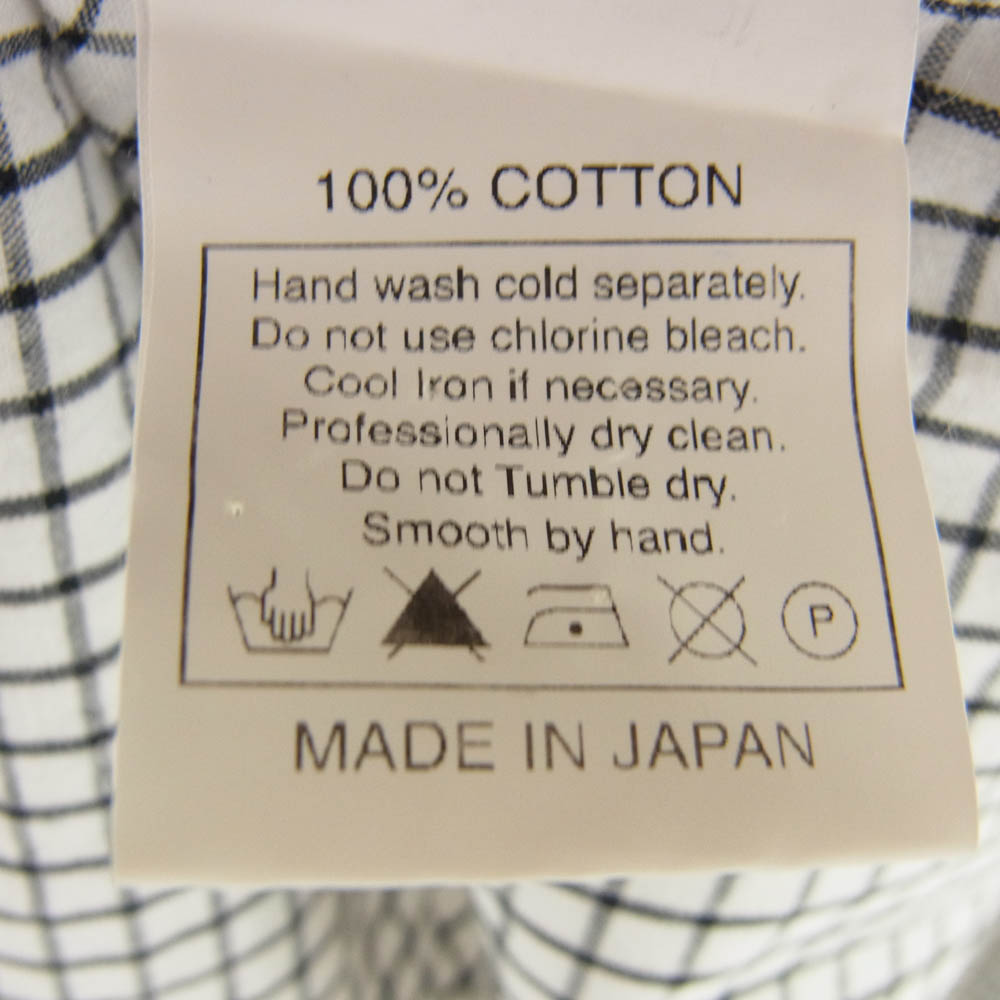 100% COTTON
Hand wash cold separately.
Do not use chlorine bleach.
Cool Iron if necessary.
Professionally dry clean.
Do not Tumble dry.
Smooth by hand.
P
MADE IN JAPAN